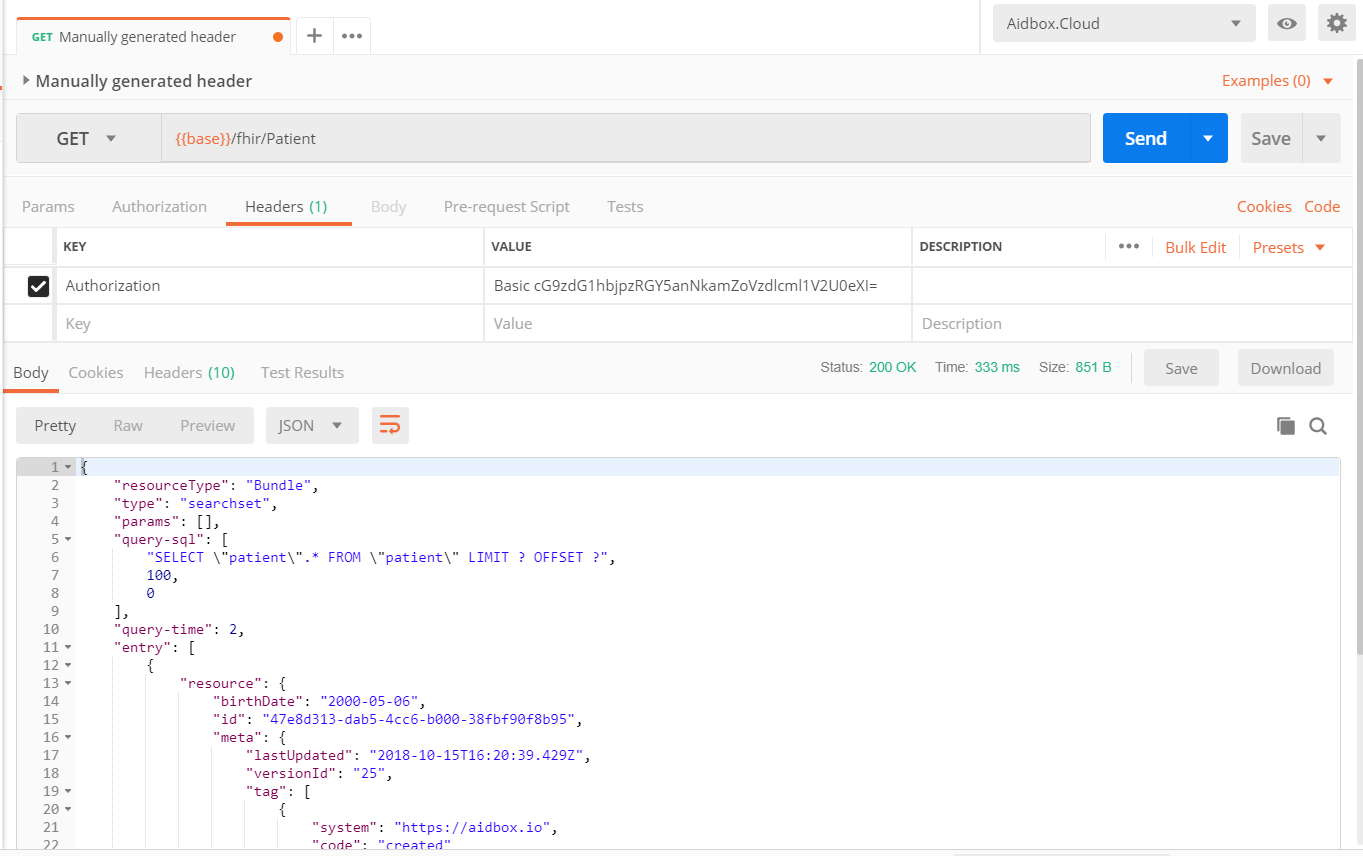 GET Manually generated header
Aidbox.Cloud
Manually generated header
Examples (0)
GET {{base}}/fhir/Patient Send Save
Params Authorization Headers (1) Body Pre-request Script Tests Cookies Code
KEY VALUE DESCRIPTION ••• Bulk Edit Presets
Authorization Basic cG9zdG1hbjpzRGY5anNkamZoVzdlcml1V2U0eXI=
Key Value Description
Body Cookies Headers (10) Test Results Status: 200 OK Time: 333 ms Size: 851 B Save Download
Pretty Raw Preview JSON
1 {
2 "resourceType": "Bundle",
3 "type": "searchset",
4 "params": [],
5 "query-sql": [
6 "SELECT \"patient\".* FROM \"patient\" LIMIT ? OFFSET ?",
7 100,
8 0
9 ],
10 "query-time": 2,
11 "entry": [
12 {
13 "resource": {
14 "birthDate": "2000-05-06",
15 "id": "47e8d313-dab5-4cc6-b000-38fbf90f8b95",
16 "meta": {
17 "lastUpdated": "2018-10-15T16:20:39.429Z",
18 "versionId": "25",
19 "tag": [
20 {
21 "system": "https://aidbox.io",
22 "code": "created"